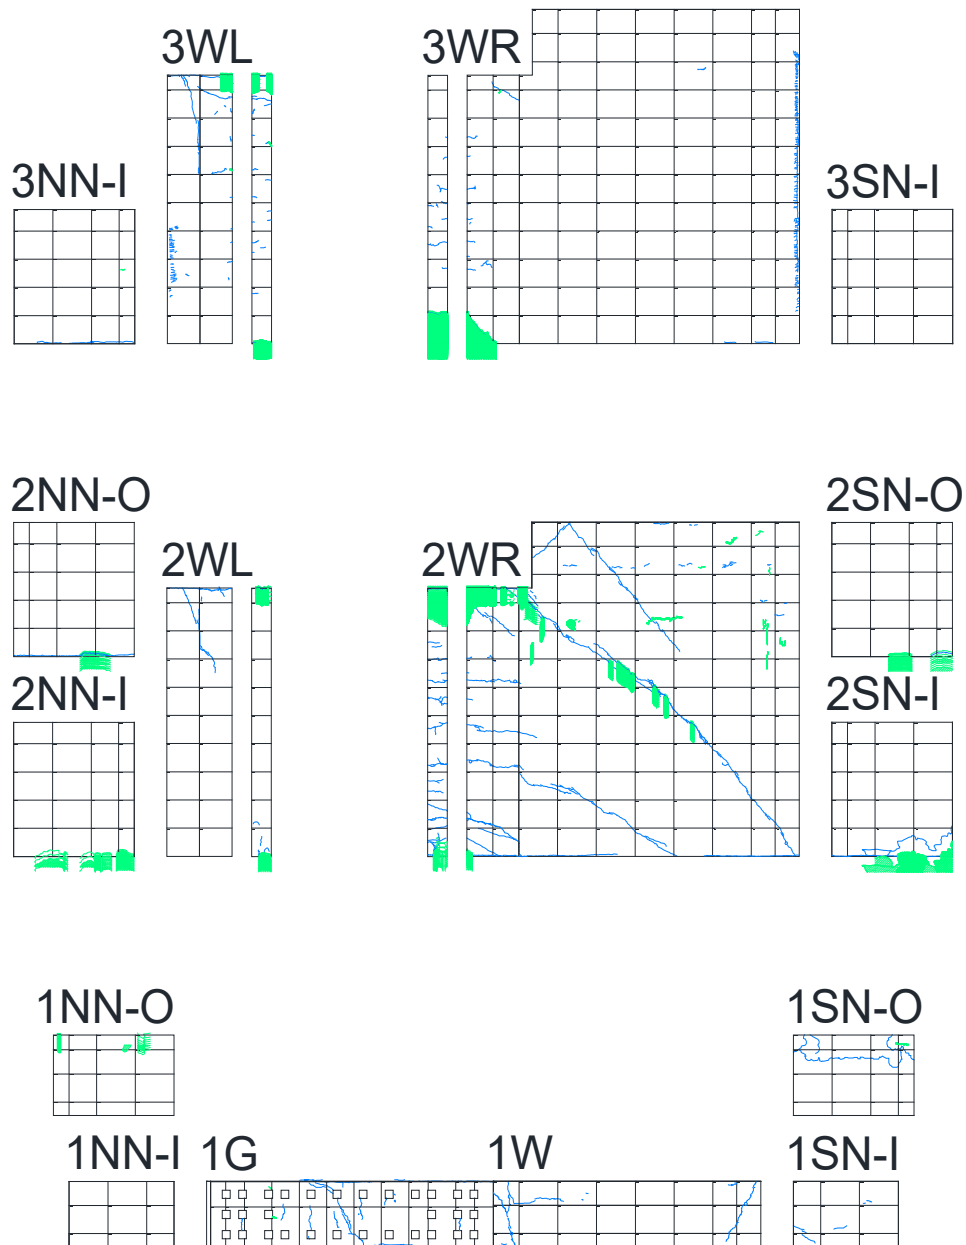 3WL 3WR
3NN-I 3SN-I
2NN-O 2SN-O
2WL 2WR
2NN-I 2SN-I
1NN-O 1SN-O
1NN-I 1G 1W 1SN-I